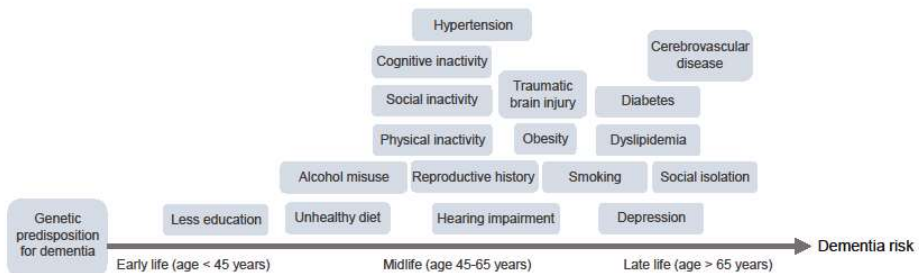 Hypertension
Cerebrovascular
disease
Cognitive inactivity
Traumatic
brain injury
Social inactivity
Diabetes
Physical inactivity
Obesity
Dyslipidemia
Alcohol misuse
Reproductive history
Smoking
Social isolation
Genetic
predisposition
for dementia
Less education
Unhealthy diet
Hearing impairment
Depression
Dementia risk
Early life (age < 45 years)
Midlife (age 45-65 years)
Late life (age > 65 years)